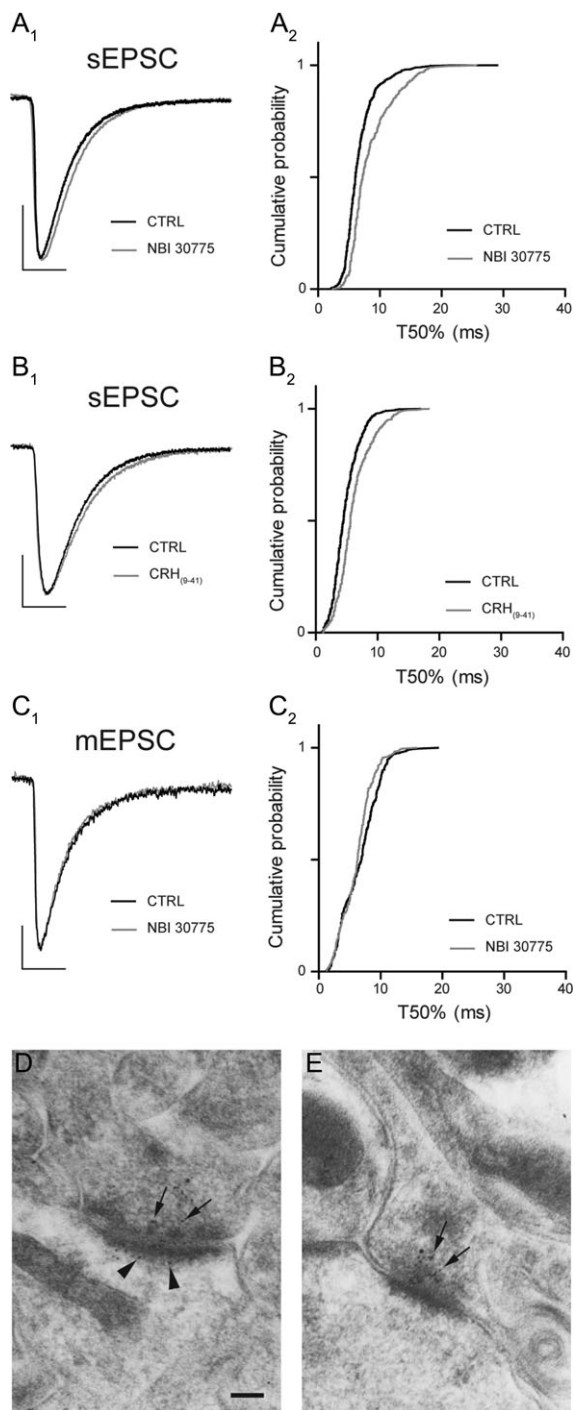 A1
sEPSC
CTRL
NBI 30775
A2
Cumulative probability
1
0
0 10 20 30 40
T50% (ms)
CTRL
NBI 30775
B1
sEPSC
CTRL
CRH(9-41)
B2
Cumulative probability
1
0
0 10 20 30 40
T50% (ms)
CTRL
CRH(9-41)
C1
mEPSC
CTRL
NBI 30775
C2
Cumulative probability
1
0
0 10 20 30 40
T50% (ms)
CTRL
NBI 30775
D
E